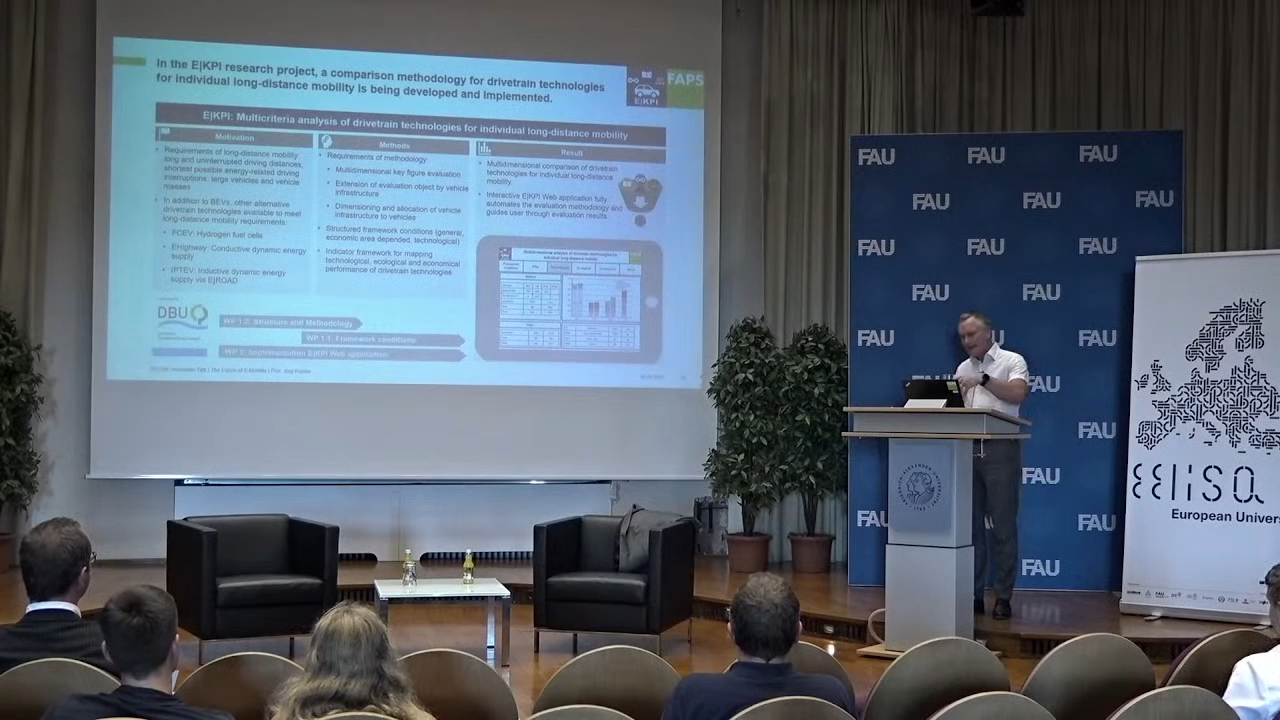 In the E|KPI research project, a comparison methodology for drivetrain technologies
for individual long-distance mobility is being developed and implemented.
E|KPI
FAPS
E|KPI: Multicriteria analysis of drivetrain technologies for individual long-distance mobility
Motivation
Requirements of long-distance mobility:
long and uninterrupted driving distances,
shortest possible energy-related driving
interruptions, large vehicles and vehicle
masses
In addition to BEVs, other alternative
drivetrain technologies available to meet
long-distance mobility requirements:
FCEV: Hydrogen fuel cells
EHighway: Conductive dynamic energy
supply
IPTEV: Inductive dynamic energy
supply via E|ROAD
Methods
Requirements of methodology:
Multidimensional key figure evaluation
Extension of evaluation object by vehicle
infrastructure
Dimensioning and allocation of vehicle
infrastructure to vehicles
Structured framework conditions (general,
economic area depended, technological)
Indicator framework for mapping
technological, ecological and economical
performance of drivetrain technologies
Result
Multidimensional comparison of drivetrain
technologies for individual long-distance
mobility.
Interactive E|KPI Web application fully
automates the evaluation methodology and
guides user through evaluation results
DBU
WP 1.2: Structure and Methodology
WP 1.1: Framework conditions
WP 2: Implementation E|KPI Web application
FAU FAU FAU
FAU FAU FAU
FAU FAU FAU
FAU FAU
FAU FAU FAU
FAU FAU
FAU
FAU
FAU FAU
FAU
EELISA
European Univers